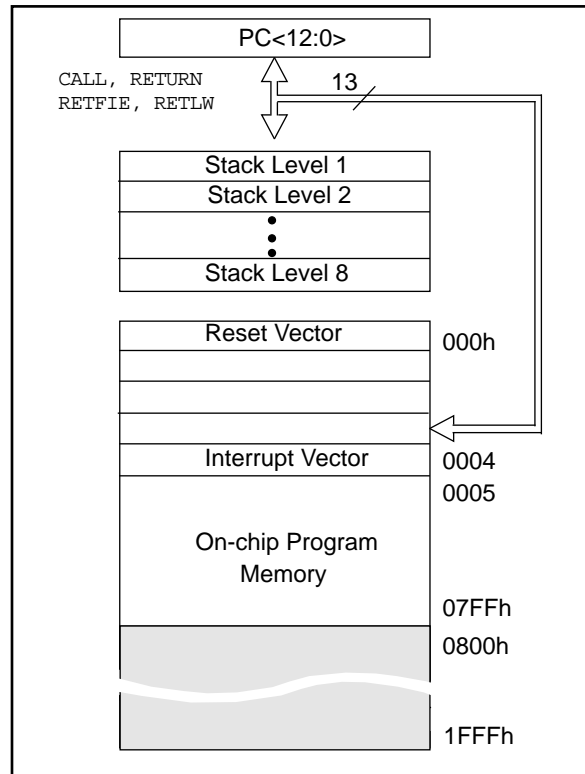 PC<12:0>
CALL, RETURN
RETFIE, RETLW
13
Stack Level 1
Stack Level 2
Stack Level 8
Reset Vector
000h
Interrupt Vector
0004
0005
On-chip Program
Memory
07FFh
0800h
1FFFh